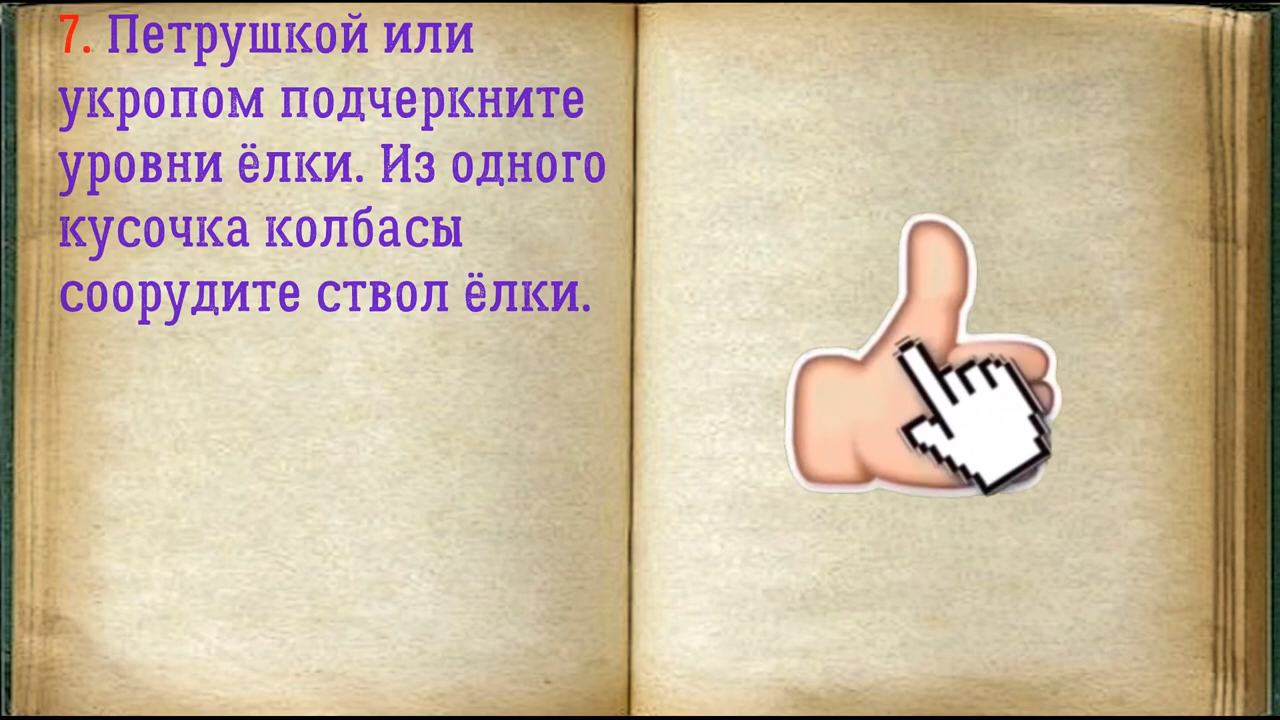 7. Петрушкой или
укропом подчеркните
уровни ёлки. Из одного
кусочка колбасы
соорудите ствол ёлки.